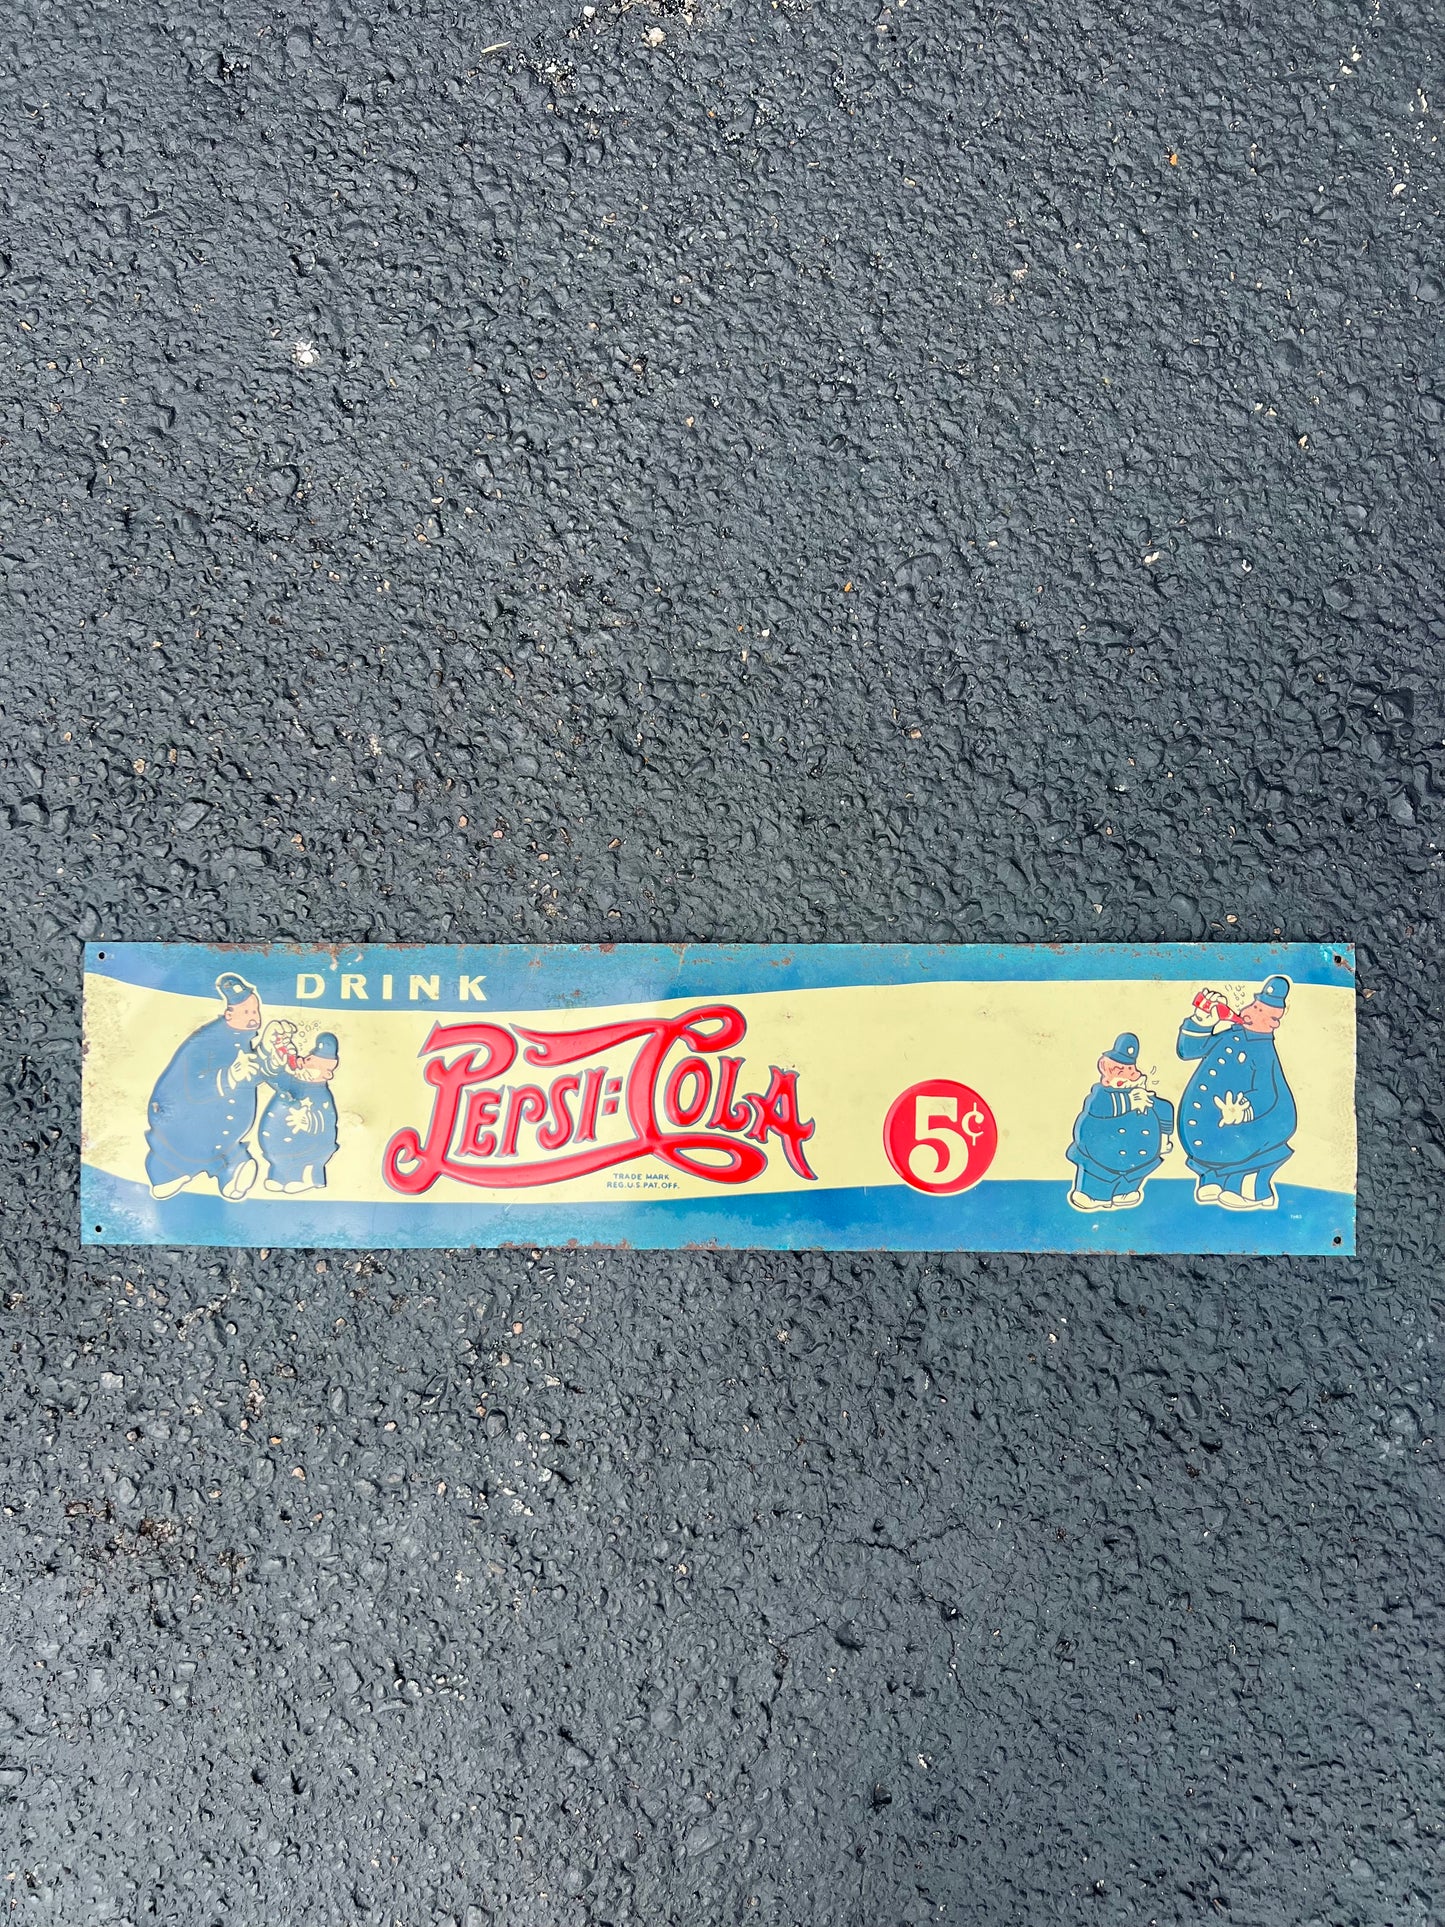 DRINK
PEPSI:COLA
TRADE MARK
REG. U.S. PAT. OFF.
5¢